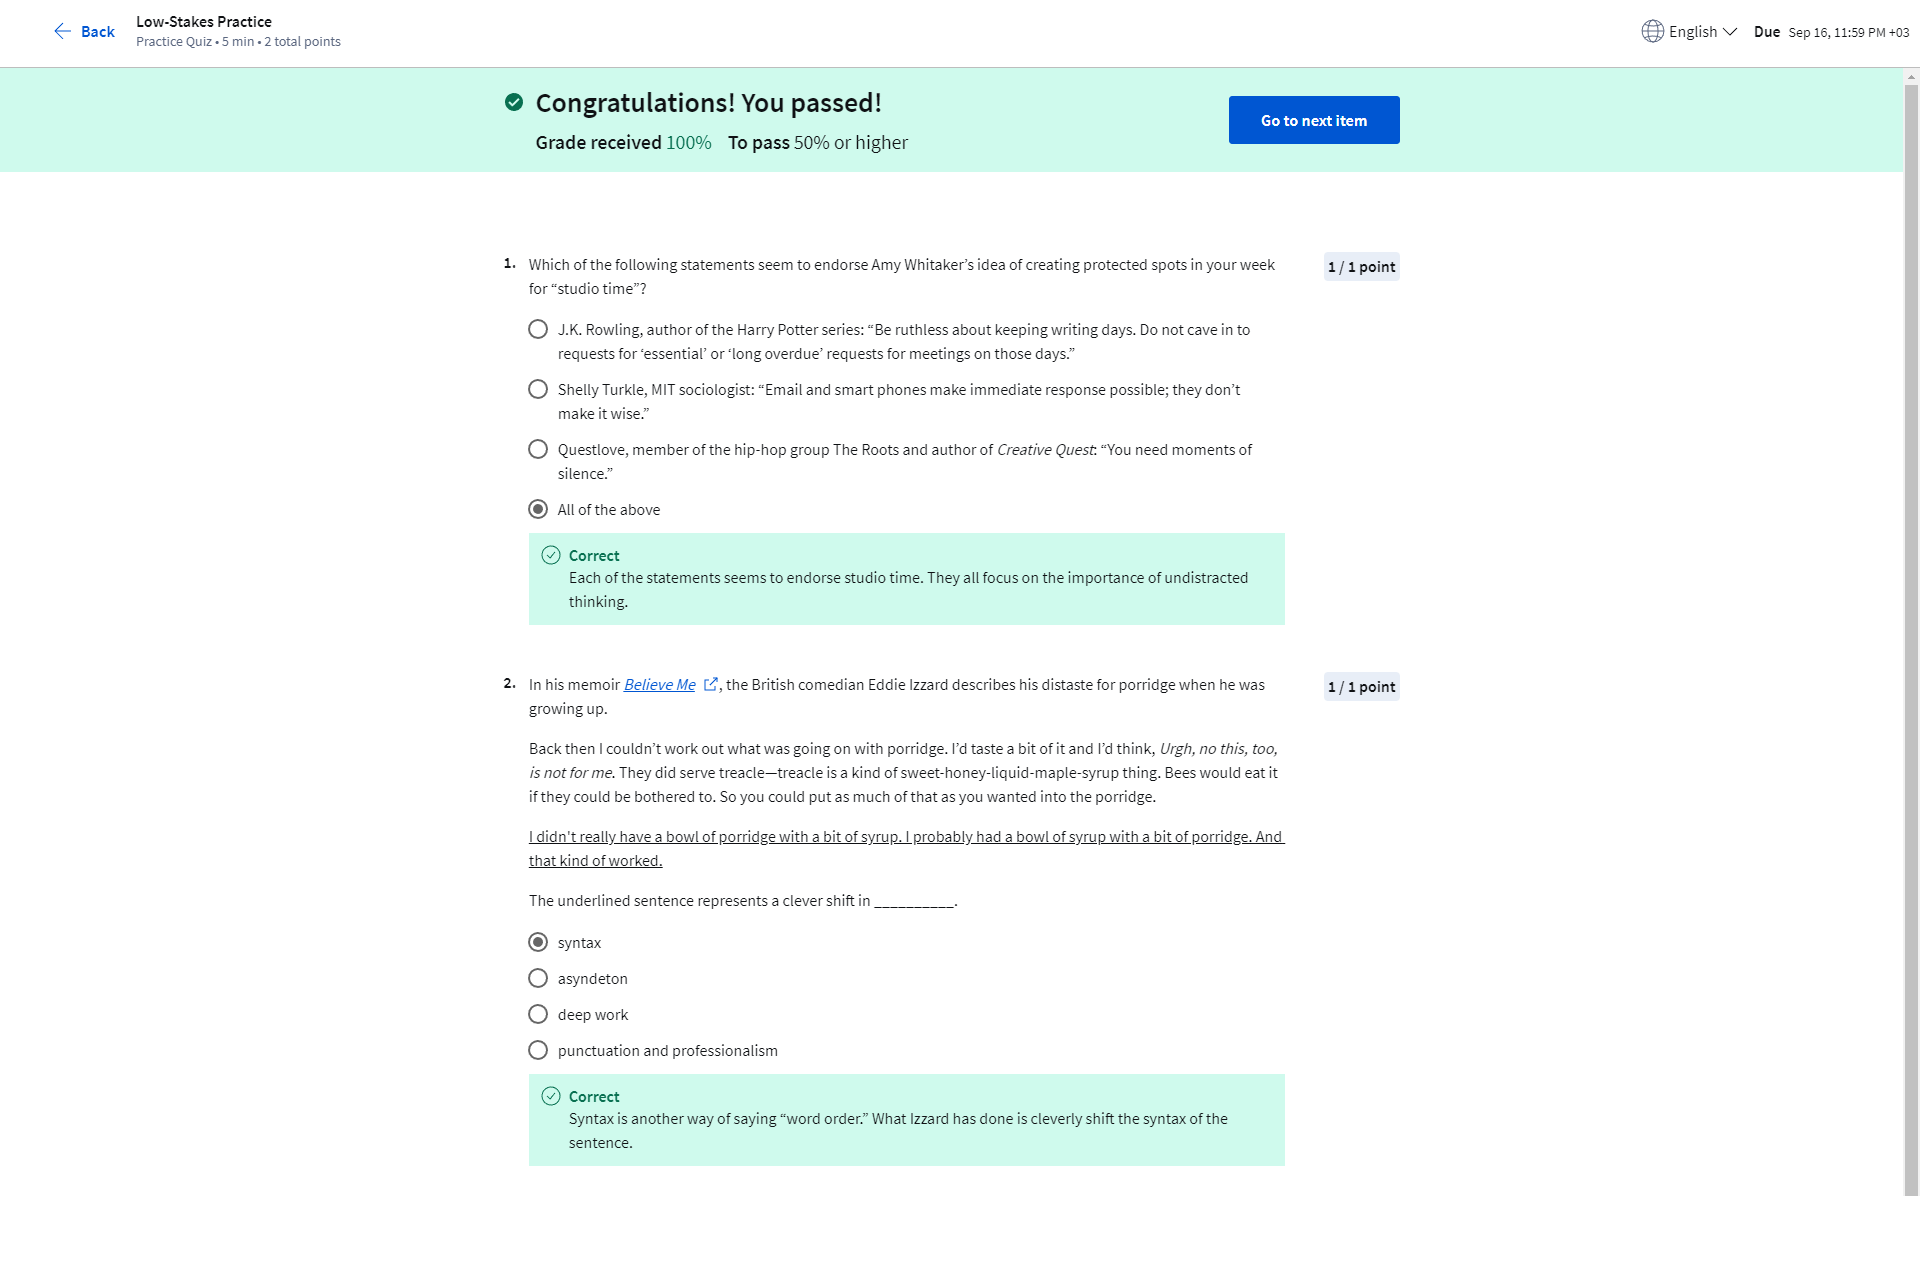 Back
Low-Stakes Practice
Practice Quiz • 5 min • 2 total points
English
Due Sep 16, 11:59 PM +03
Congratulations! You passed!
Grade received 100% To pass 50% or higher
Go to next item
1. Which of the following statements seem to endorse Amy Whitaker’s idea of creating protected spots in your week
for “studio time”?
1 / 1 point
J.K. Rowling, author of the Harry Potter series: “Be ruthless about keeping writing days. Do not cave in to
requests for ‘essential’ or ‘long overdue’ requests for meetings on those days.”
Shelly Turkle, MIT sociologist: “Email and smart phones make immediate response possible; they don’t
make it wise.”
Questlove, member of the hip-hop group The Roots and author of Creative Quest: “You need moments of
silence.”
All of the above
Correct
Each of the statements seems to endorse studio time. They all focus on the importance of undistracted
thinking.
2. In his memoir Believe Me , the British comedian Eddie Izzard describes his distaste for porridge when he was
growing up.
1 / 1 point
Back then I couldn’t work out what was going on with porridge. I’d taste a bit of it and I’d think, Urgh, no this, too,
is not for me. They did serve treacle—treacle is a kind of sweet-honey-liquid-maple-syrup thing. Bees would eat it
if they could be bothered to. So you could put as much of that as you wanted into the porridge.
I didn't really have a bowl of porridge with a bit of syrup. I probably had a bowl of syrup with a bit of porridge. And
that kind of worked.
The underlined sentence represents a clever shift in __________.
syntax
asyndeton
deep work
punctuation and professionalism
Correct
Syntax is another way of saying “word order.” What Izzard has done is cleverly shift the syntax of the
sentence.